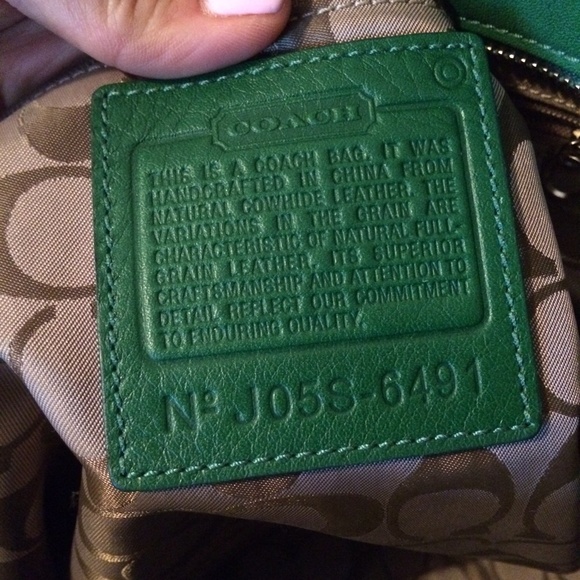 COACH
THIS IS A COACH BAG. IT WAS
HANDCRAFTED IN CHINA FROM
NATURAL COWHIDE LEATHER. THE
VARIATIONS IN THE GRAIN ARE
CHARACTERISTIC OF NATURAL FULL-
GRAIN LEATHER. ITS SUPERIOR
CRAFTSMANSHIP AND ATTENTION TO
DETAIL REFLECT OUR COMMITMENT
TO ENDURING QUALITY.
Nº J05S-6491